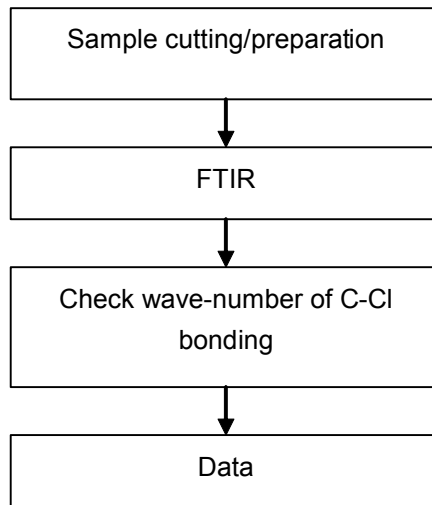 Sample cutting/preparation
FTIR
Check wave-number of C-Cl
bonding
Data